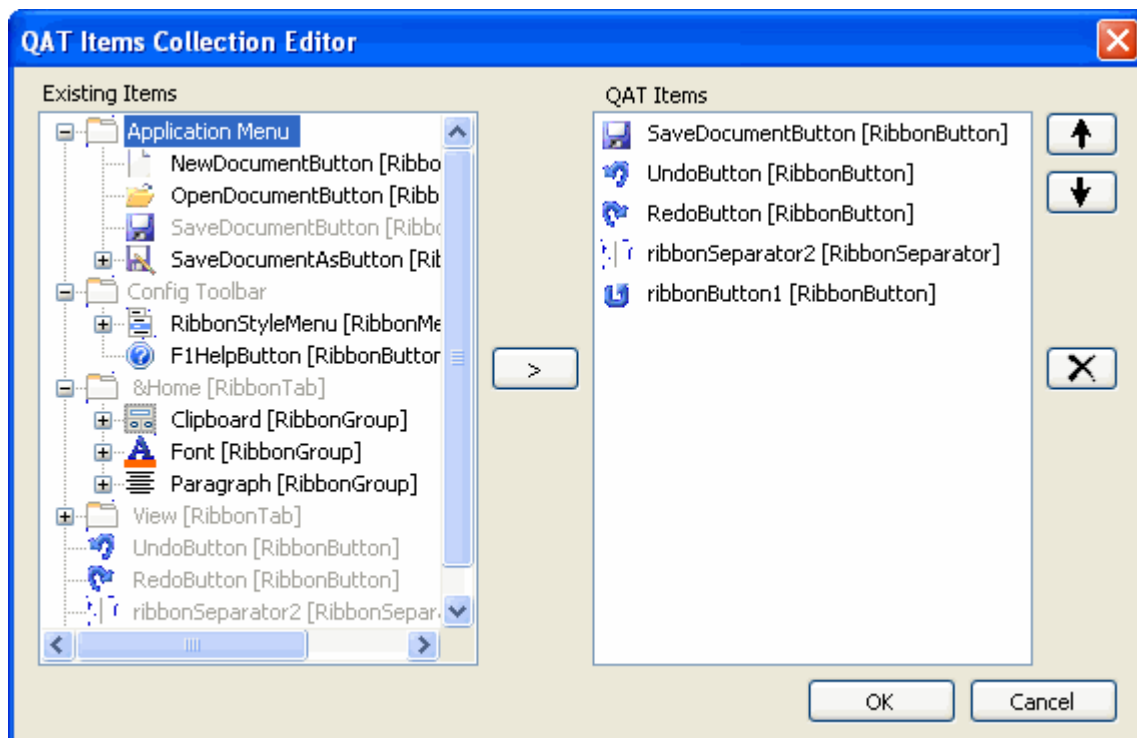 QAT Items Collection Editor
Existing Items
Application Menu
NewDocumentButton [Ribbo
OpenDocumentButton [Ribb
SaveDocumentButton [Ribbo
SaveDocumentAsButton [Rib
Config Toolbar
RibbonStyleMenu [RibbonMe
F1HelpButton [RibbonButton
&Home [RibbonTab]
Clipboard [RibbonGroup]
Font [RibbonGroup]
Paragraph [RibbonGroup]
View [RibbonTab]
UndoButton [RibbonButton]
RedoButton [RibbonButton]
ribbonSeparator2 [RibbonSepar
>
QAT Items
SaveDocumentButton [RibbonButton]
UndoButton [RibbonButton]
RedoButton [RibbonButton]
ribbonSeparator2 [RibbonSeparator]
ribbonButton1 [RibbonButton]
OK
Cancel